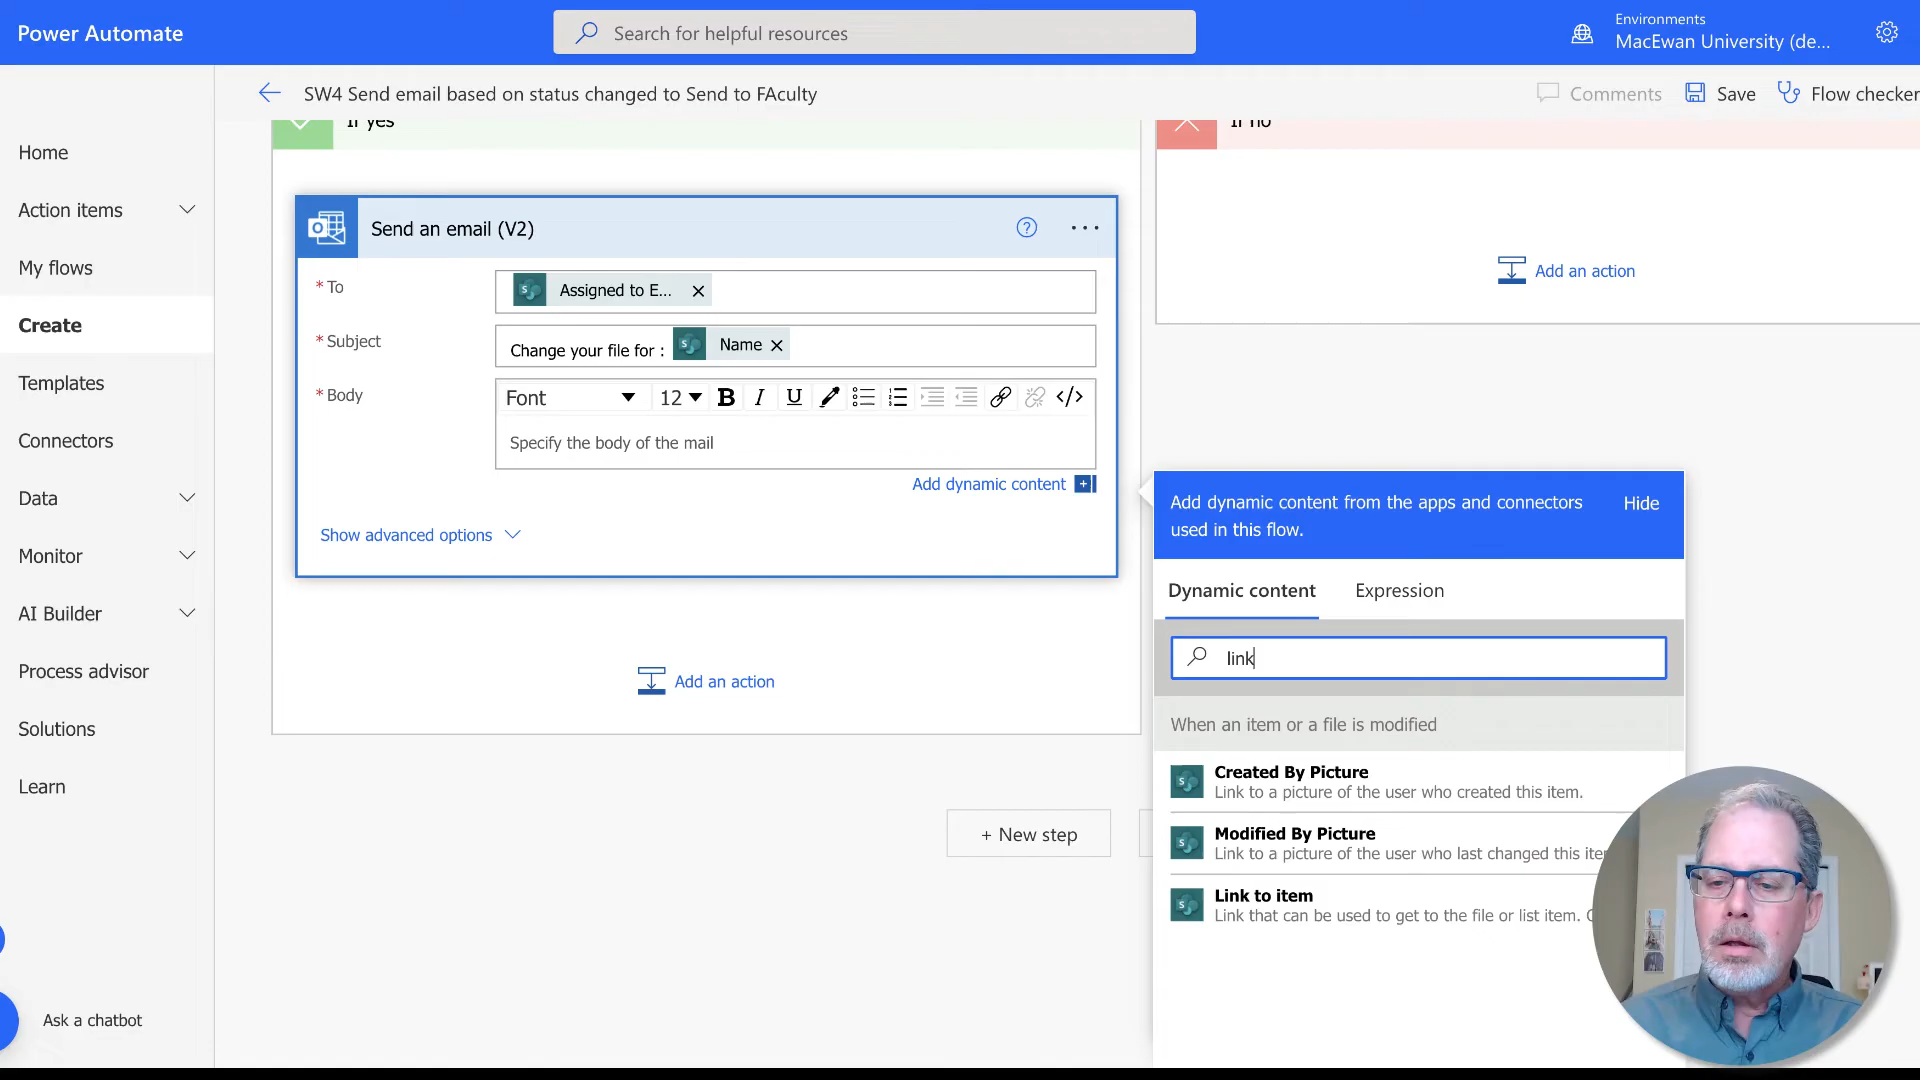 Power Automate
Search for helpful resources
Environments
MacEwan University (de...
SW4 Send email based on status changed to Send to FAculty
Comments
Save
Flow checker
Home
Action items
My flows
Create
Templates
Connectors
Data
Monitor
AI Builder
Process advisor
Solutions
Learn
Ask a chatbot
If yes
If no
Send an email (V2)
* To
Assigned to E...
* Subject
Change your file for :
Name
* Body
Font
12
B I U </>
Specify the body of the mail
Add dynamic content
Show advanced options
Add an action
Add an action
+ New step
Add dynamic content from the apps and connectors
used in this flow.
Hide
Dynamic content
Expression
link
When an item or a file is modified
Created By Picture
Link to a picture of the user who created this item.
Modified By Picture
Link to a picture of the user who last changed this
Link to item
Link that can be used to get to the file or list item.